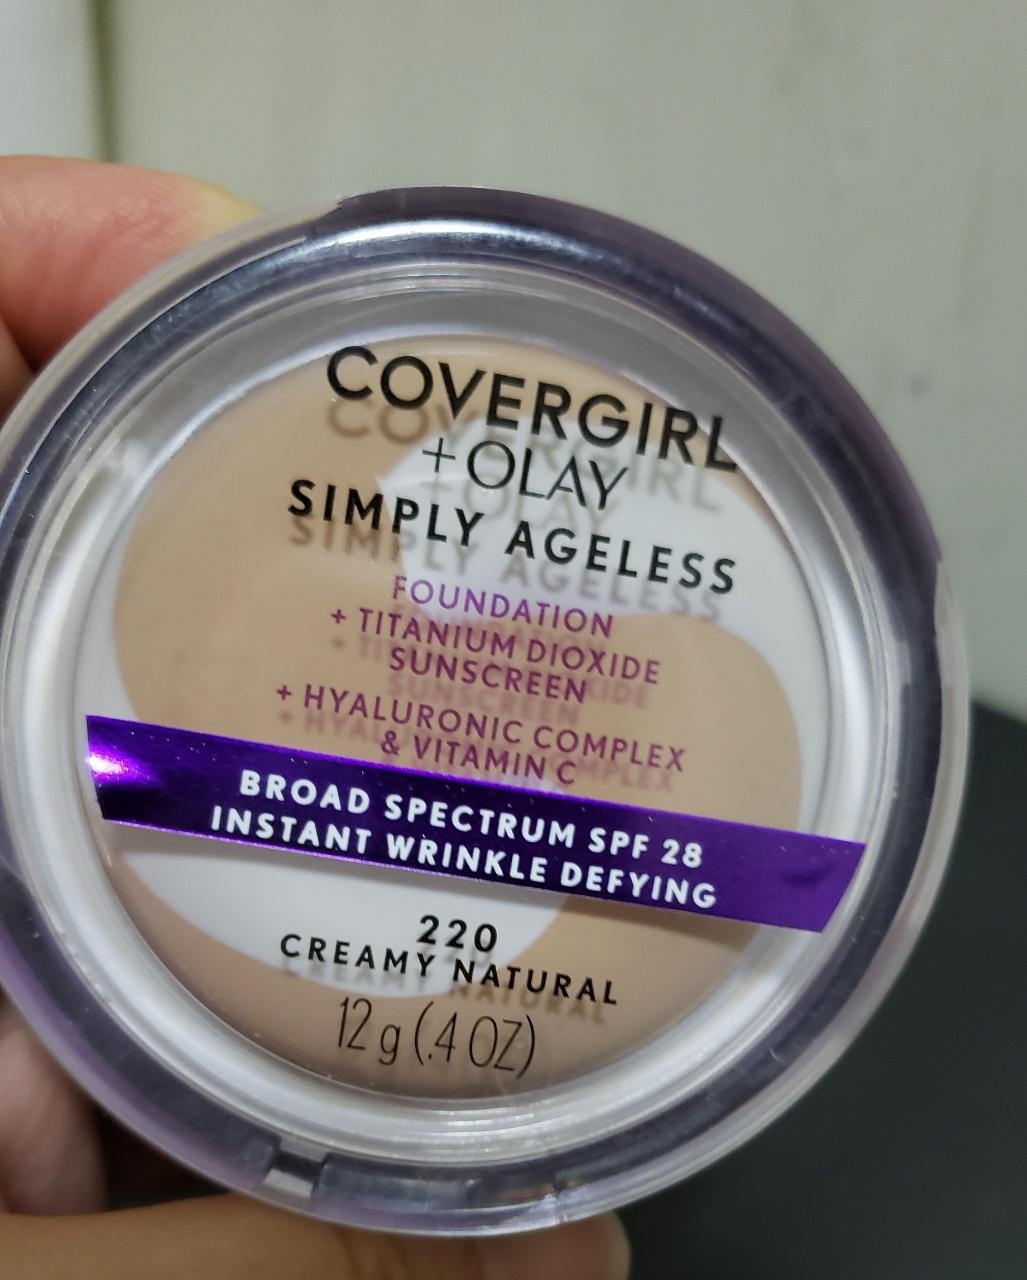 COVERGIRL
+ OLAY
SIMPLY AGELESS
FOUNDATION
+ TITANIUM DIOXIDE
SUNSCREEN
+ HYALURONIC COMPLEX
& VITAMIN C
BROAD SPECTRUM SPF 28
INSTANT WRINKLE DEFYING
220
CREAMY NATURAL
12 g (.4 OZ)